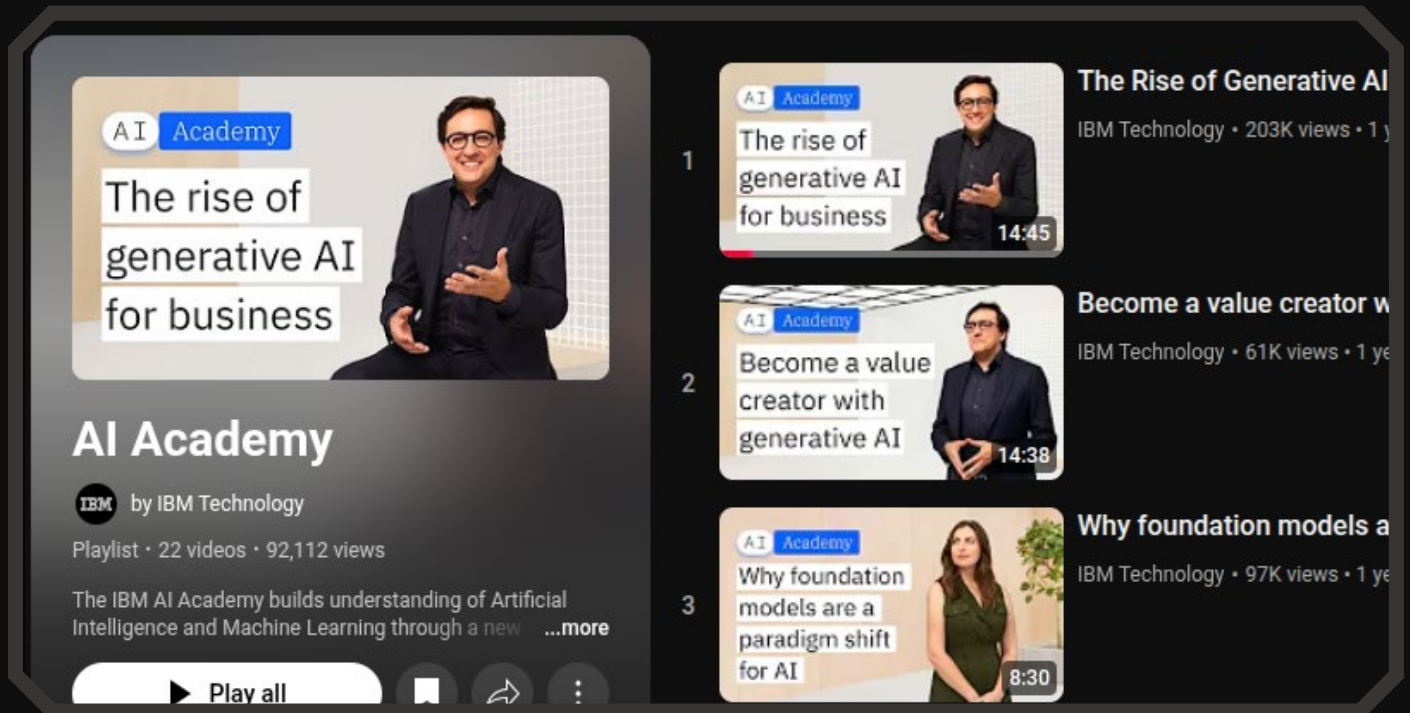 AI Academy
The rise of
generative AI
for business
AI Academy
IBM by IBM Technology
Playlist • 22 videos • 92,112 views
The IBM AI Academy builds understanding of Artificial
Intelligence and Machine Learning through a new ...more
Play all
1
AI Academy
The rise of
generative AI
for business
14:45
The Rise of Generative AI
IBM Technology • 203K views • 1
2
AI Academy
Become a value
creator with
generative AI
14:38
Become a value creator
IBM Technology • 61K views • 1
3
AI Academy
Why foundation
models are a
paradigm shift
for AI
8:30
Why foundation models
IBM Technology • 97K views • 1